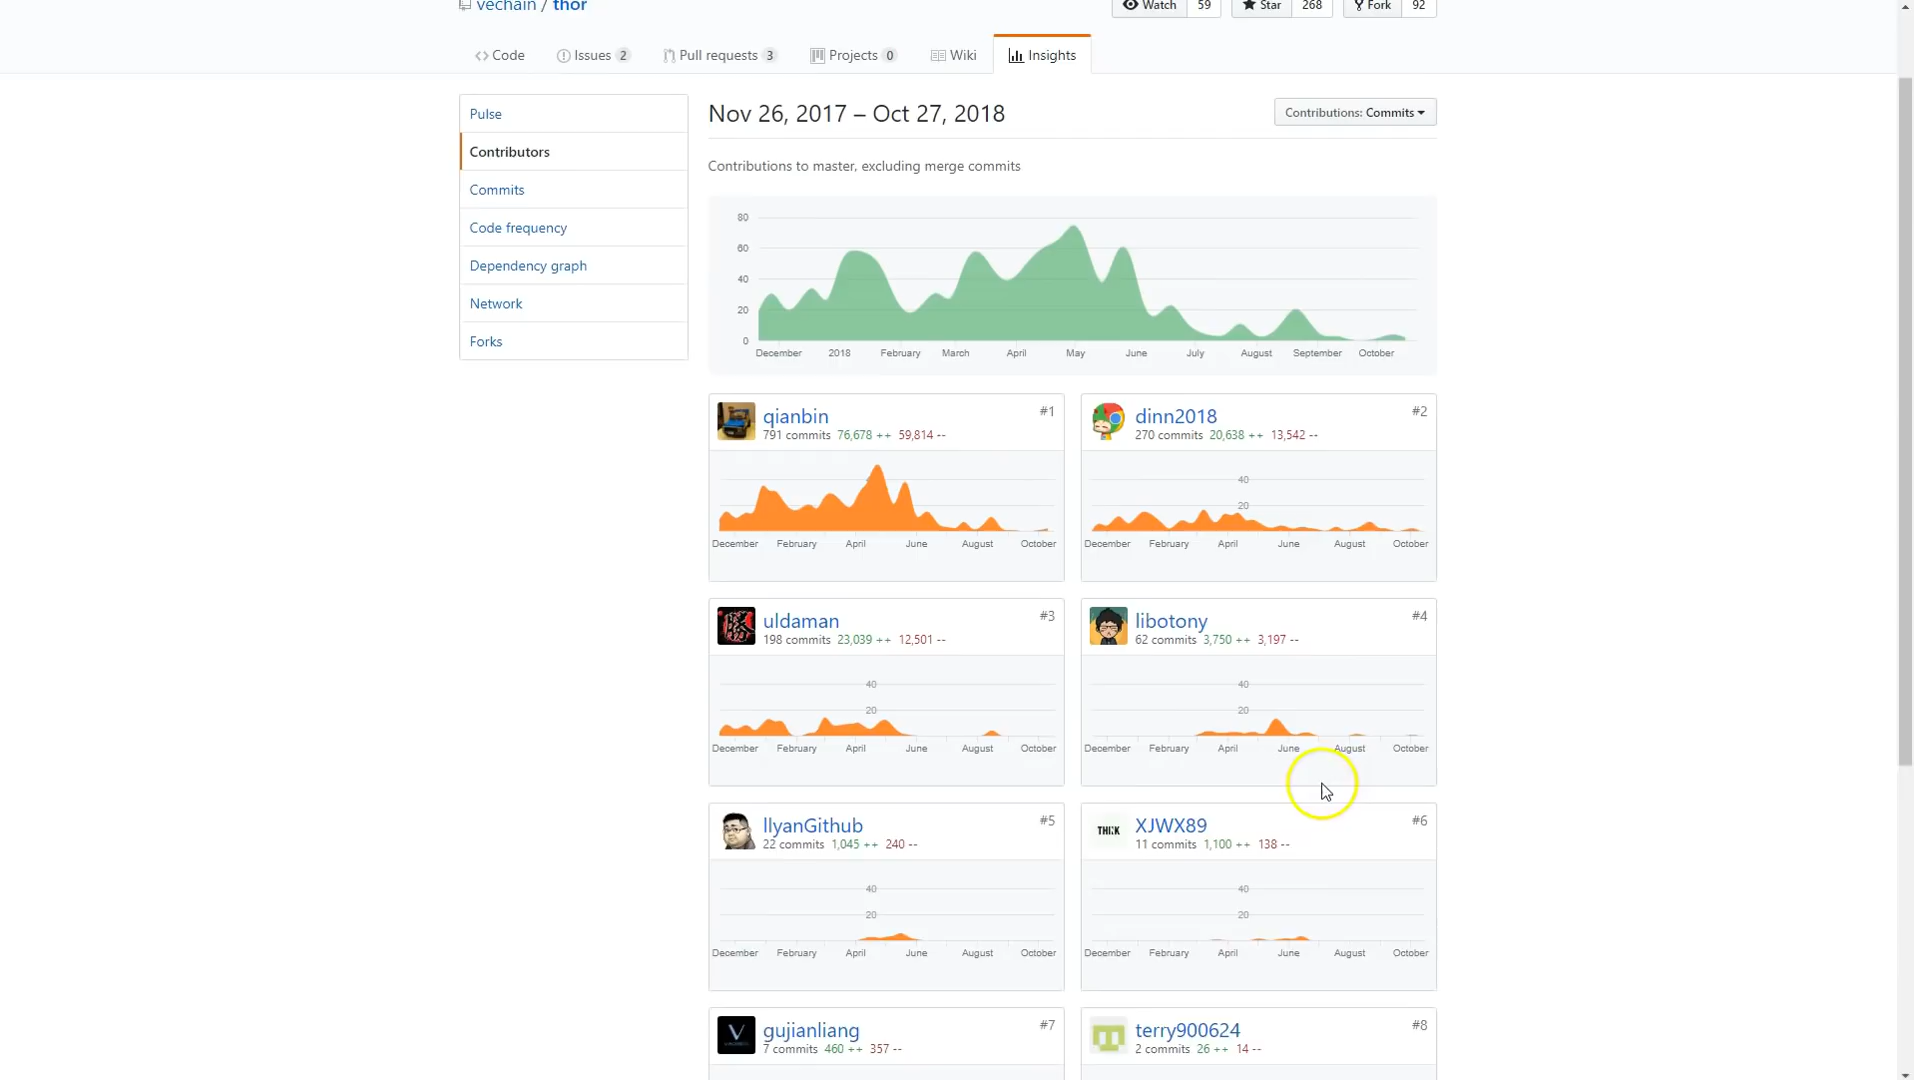 vechain / thor
Watch 59 Star 268 Fork 92
Code Issues 2 Pull requests 3 Projects 0 Wiki Insights
Pulse
Contributors
Commits
Code frequency
Dependency graph
Network
Forks
Nov 26, 2017 – Oct 27, 2018
Contributions: Commits
Contributions to master, excluding merge commits
80
60
40
20
0
December 2018 February March April May June July August September October
qianbin #1
791 commits 76,678 ++ 59,814 --
December February April June August October
dinn2018 #2
270 commits 20,638 ++ 13,542 --
40
20
December February April June August October
uldaman #3
198 commits 23,039 ++ 12,501 --
40
20
December February April June August October
libotony #4
62 commits 3,750 ++ 3,197 --
40
20
December February April June August October
llyanGithub #5
22 commits 1,045 ++ 240 --
40
20
December February April June August October
THINK
XJWX89 #6
11 commits 1,100 ++ 138 --
40
20
December February April June August October
gujianliang #7
7 commits 460 ++ 357 --
terry900624 #8
2 commits 26 ++ 14 --